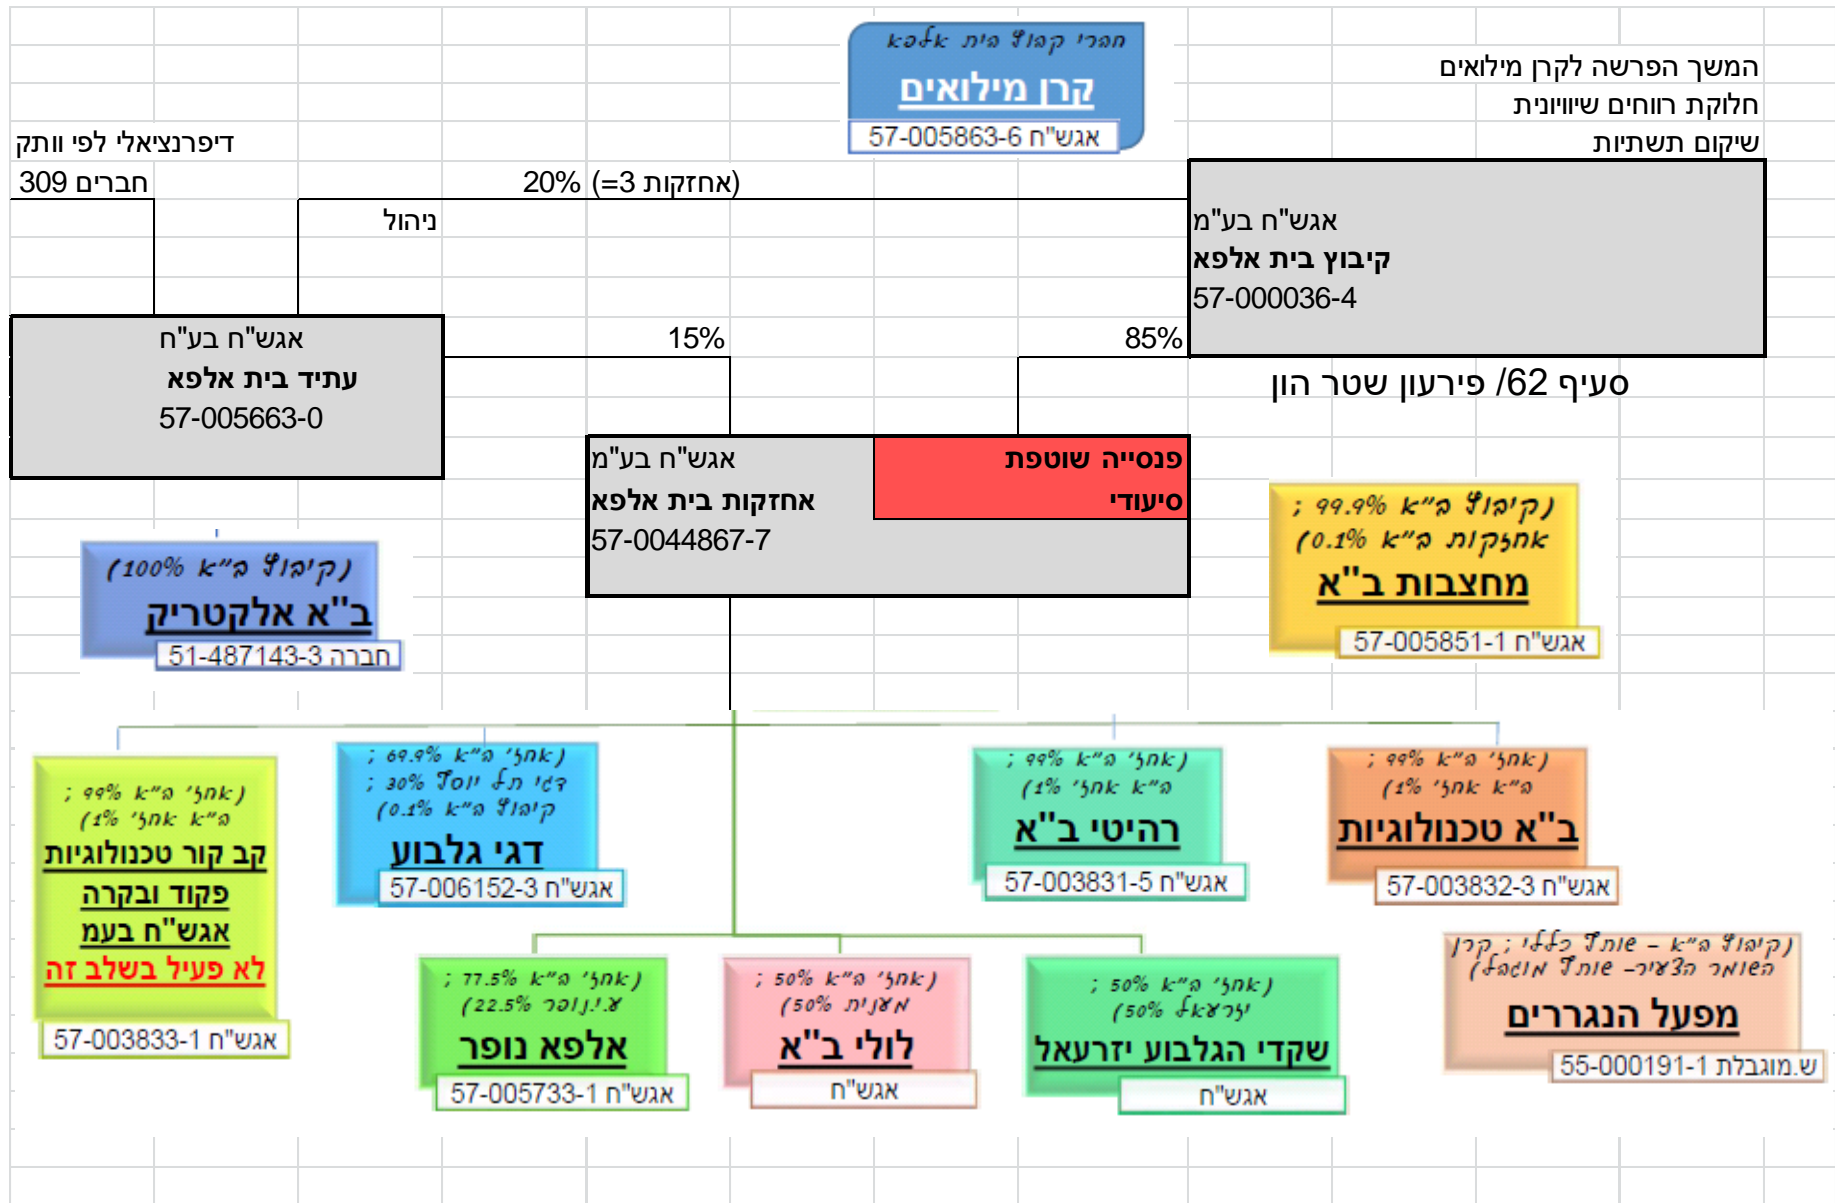 חברי קבוץ בית אלפא
קרן מילואים
אגש"ח 57-005863-6
המשך הפרשה לקרן מילואים
חלוקת רווחים שיוויונית
שיקום תשתיות
דיפרנציאלי לפי וותק
309 חברים
20% (=3 אחזקות)
ניהול
אגש"ח בע"מ
קיבוץ בית אלפא
57-000036-4
אגש"ח בע"ח
עתיד בית אלפא
57-005663-0
15%
85%
סעיף 62/ פירעון שטר הון
אגש"ח בע"מ
אחזקות בית אלפא
57-0044867-7
פנסייה שוטפת
סיעודי
(קיבוץ ב"א 99.9% ;
אחזקות ב"א 0.1%)
מחצבות ב"א
אגש"ח 57-005851-1
(קיבוץ ב"א 100%)
ב"א אלקטריק
חברה 51-487143-3
(אחז' ב"א 99% ;
ב"א אחז' 1%)
קב קור טכנולוגיות
פקוד ובקרה
אגש"ח בעמ
לא פעיל בשלב זה
אגש"ח 57-003833-1
(אחז' ב"א 69.9% ;
דגי תל יוסף 30% ;
קיבוץ ב"א 0.1%)
דגי גלבוע
אגש"ח 57-006152-3
(אחז' ב"א 99% ;
ב"א אחז' 1%)
רהיטי ב"א
אגש"ח 57-003831-5
(אחז' ב"א 99% ;
ב"א אחז' 1%)
ב"א טכנולוגיות
אגש"ח 57-003832-3
(אחז' ב"א 77.5% ;
ע.י.נופר 22.5%)
אלפא נופר
אגש"ח 57-005733-1
(אחז' ב"א 50% ;
מענית 50%)
לולי ב"א
אגש"ח
(אחז' ב"א 50% ;
יזרעאל 50%)
שקדי הגלבוע יזרעאל
אגש"ח
(קיבוץ ב"א – שותף כללי ; קרן
השומר הצעיר– שותף מוגבל)
מפעל הנגררים
ש.מוגבלת 55-000191-1